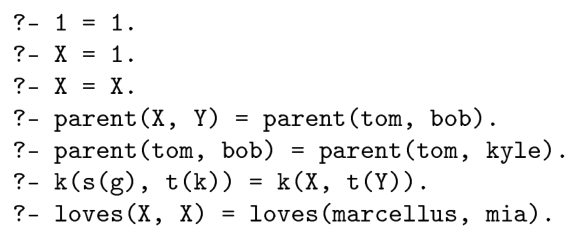 ?- 1 = 1.
?- X = 1.
?- X = X.
?- parent(X, Y) = parent(tom, bob).
?- parent(tom, bob) = parent(tom, kyle).
?- k(s(g), t(k)) = k(X, t(Y)).
?- loves(X, X) = loves(marcellus, mia).